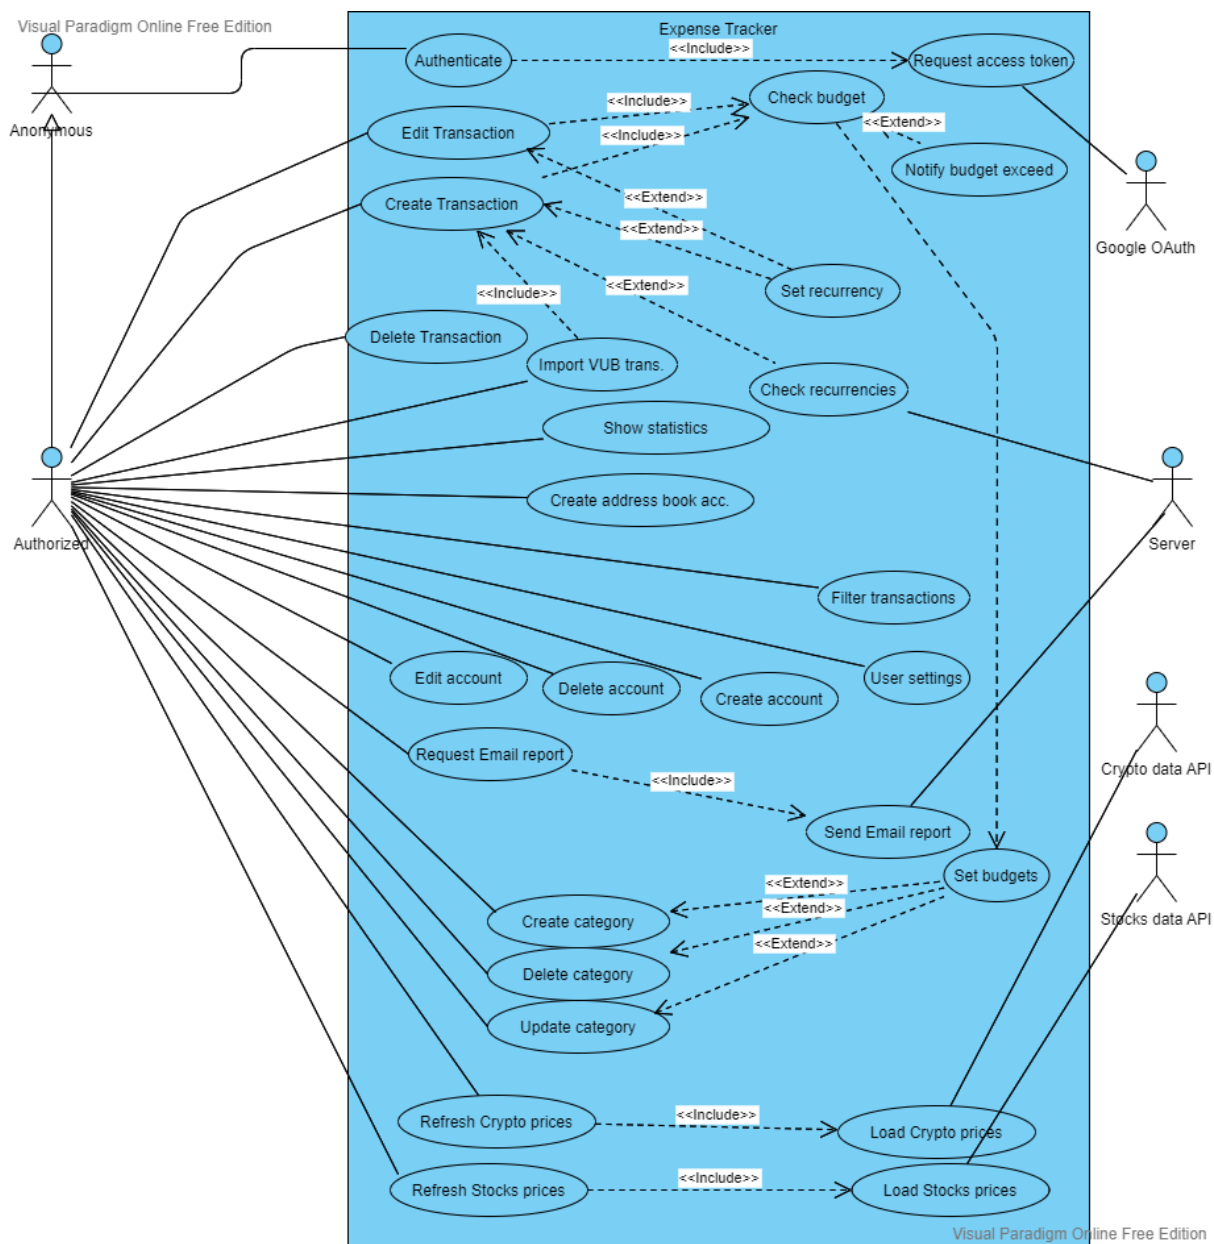 Visual Paradigm Online Free Edition
Expense Tracker
<<Include>>
Authenticate
Request access token
Check budget
<<Include>>
Anonymous
Edit Transaction
<<Extend>>
<<Include>>
Notify budget exceed
<<Extend>>
Create Transaction
<<Extend>>
Google OAuth
<<Include>>
<<Extend>>
Set recurrency
Delete Transaction
Import VUB trans.
Check recurrencies
Show statistics
Create address book acc.
Authorized
Server
Filter transactions
Edit account
Delete account
Create account
User settings
Request Email report
<<Include>>
Crypto data API
Send Email report
Set budgets
<<Extend>>
<<Extend>>
Create category
Stocks data API
<<Extend>>
Delete category
Update category
Refresh Crypto prices
<<Include>>
Load Crypto prices
Refresh Stocks prices
<<Include>>
Load Stocks prices
Visual Paradigm Online Free Edition